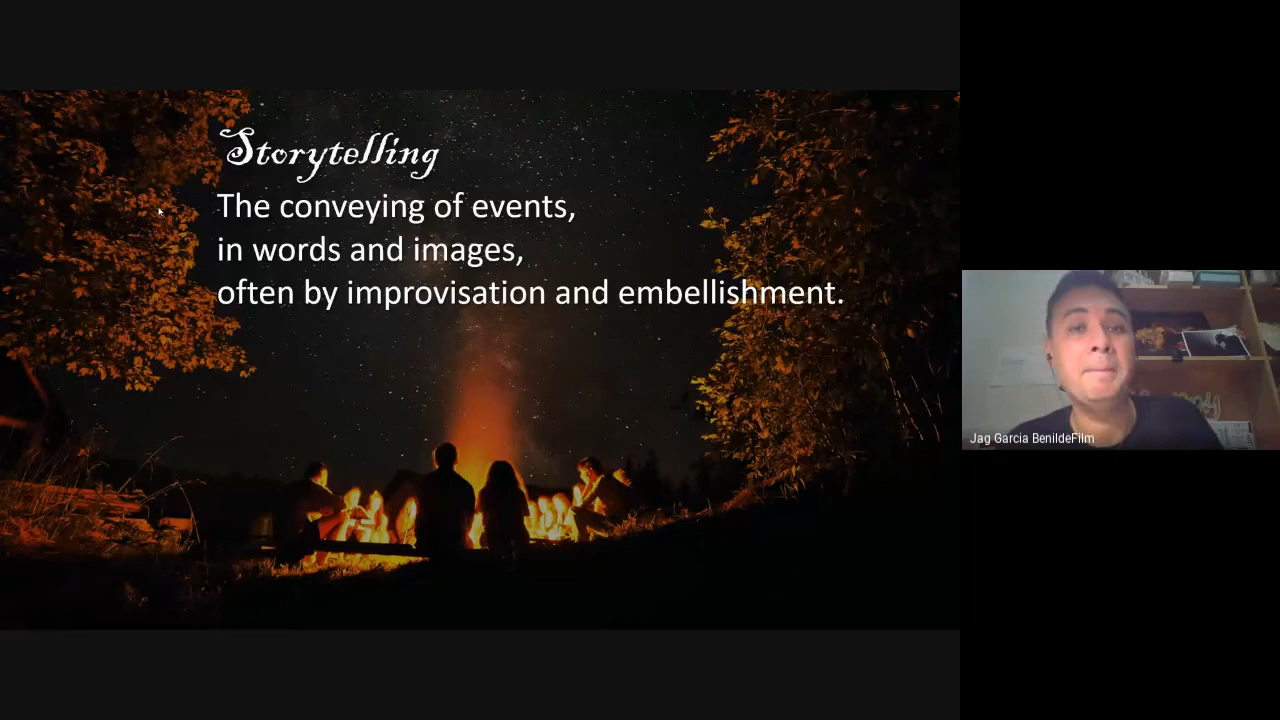 Storytelling
The conveying of events,
in words and images,
often by improvisation and embellishment.
Jag Garcia BenildeFilm